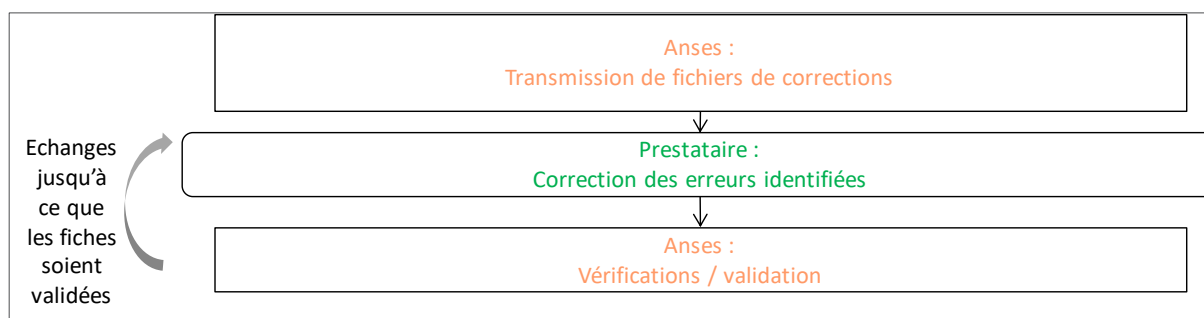 Anses :
Transmission de fichiers de corrections
Echanges
jusqu'à
ce que
les fiches
soient
validées
Prestataire :
Correction des erreurs identifiées
Anses :
Vérifications / validation